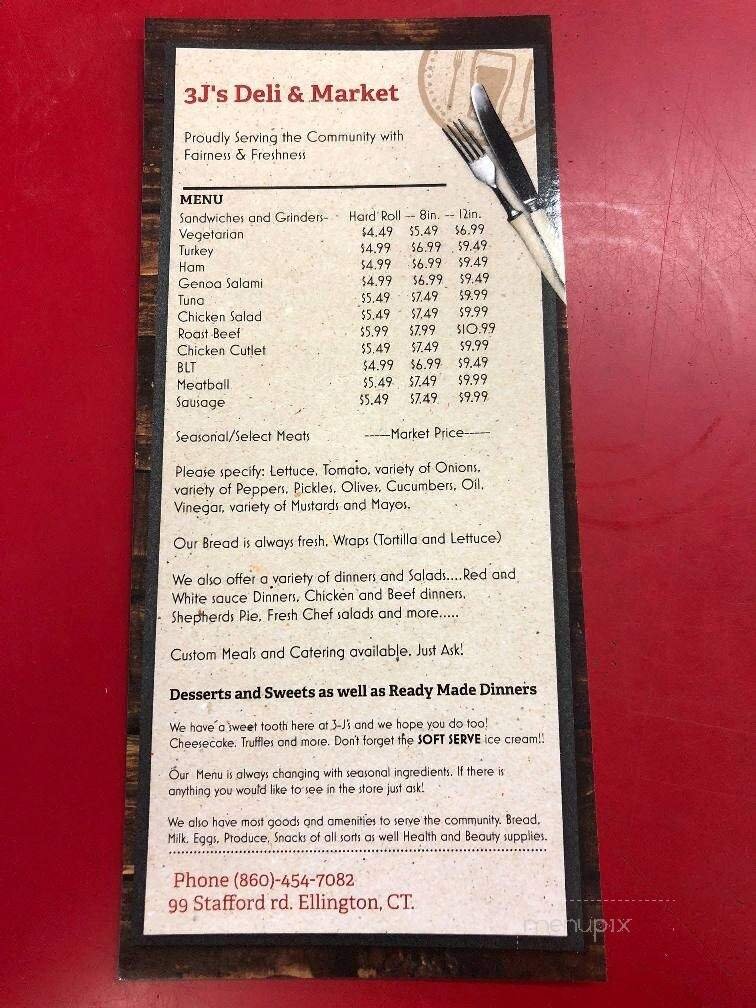 3J's Deli & Market
Proudly Serving the Community with
Fairness & Freshness
MENU
Sandwiches and Grinders- Hard Roll -- 8in. -- 12in.
Vegetarian $4.49 $5.49 $6.99
Turkey $4.99 $6.99 $9.49
Ham $4.99 $6.99 $9.49
Genoa Salami $4.99 $6.99 $9.49
Tuna $5.49 $7.49 $9.99
Chicken Salad $5.49 $7.49 $9.99
Roast Beef $5.99 $7.99 $10.99
Chicken Cutlet $5.49 $7.49 $9.99
BLT $4.99 $6.99 $9.49
Meatball $5.49 $7.49 $9.99
Sausage $5.49 $7.49 $9.99
Seasonal/Select Meats -----Market Price-----
Please specify: Lettuce, Tomato, variety of Onions,
variety of Peppers, Pickles, Olives, Cucumbers, Oil,
Vinegar, variety of Mustards and Mayos.
Our Bread is always fresh, Wraps (Tortilla and Lettuce)
We also offer a variety of dinners and Salads....Red and
White sauce Dinners, Chicken and Beef dinners,
Shepherds Pie, Fresh Chef salads and more.....
Custom Meals and Catering available, Just Ask!
Desserts and Sweets as well as Ready Made Dinners
We have a sweet tooth here at 3-J's and we hope you do too!
Cheesecake, Truffles and more. Don't forget the SOFT SERVE ice cream!!
Our Menu is always changing with seasonal ingredients. If there is
anything you would like to see in the store just ask!
We also have most goods and amenities to serve the community. Bread,
Milk, Eggs, Produce, Snacks of all sorts as well Health and Beauty supplies.
Phone (860)-454-7082
99 Stafford rd. Ellington, CT.
menupix